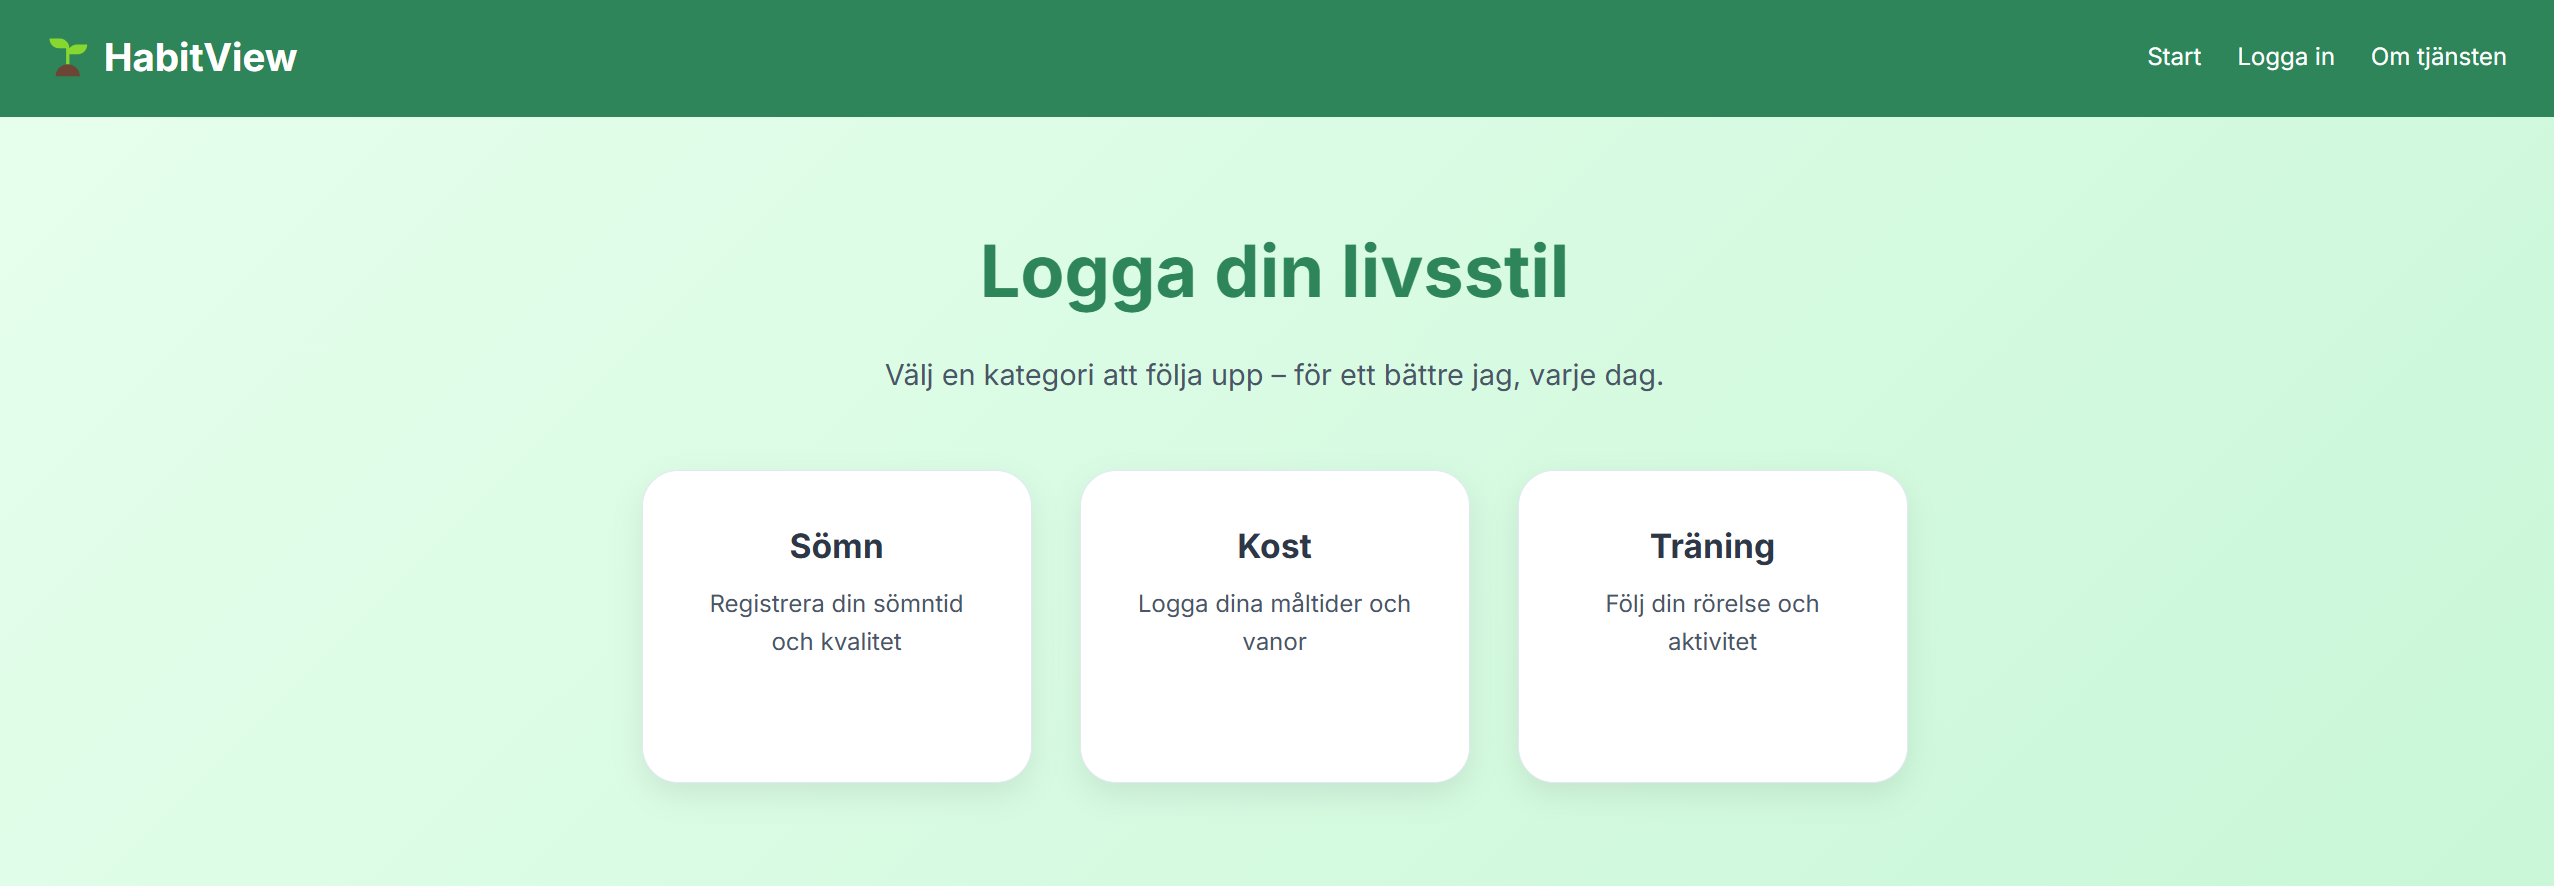 HabitView
Start
Logga in
Om tjänsten
Logga din livsstil
Välj en kategori att följa upp – för ett bättre jag, varje dag.
Sömn
Registrera din sömntid
och kvalitet
Kost
Logga dina måltider och
vanor
Träning
Följ din rörelse och
aktivitet